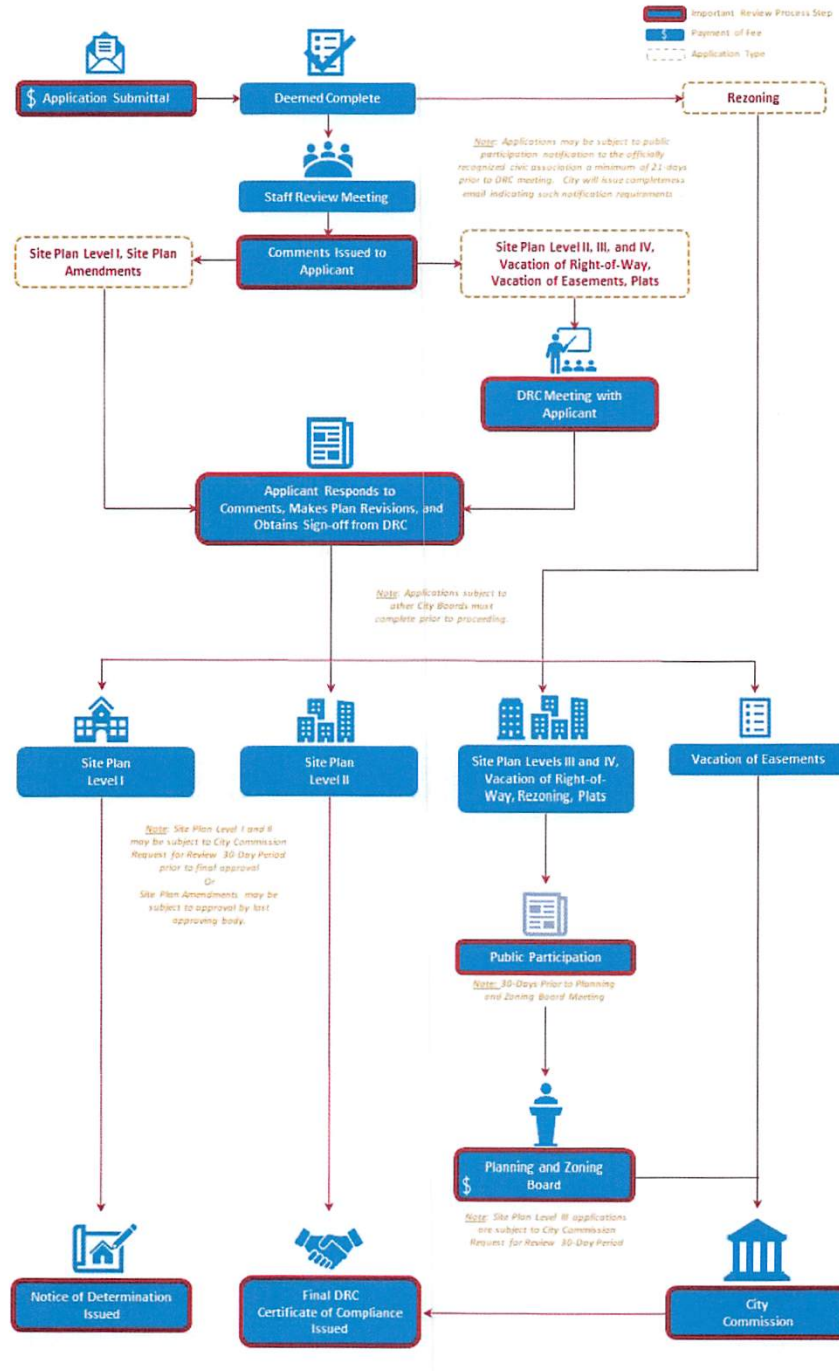 Important Review Process Step
$ Payment of Fee
Application Type
$ Application Submittal
Deemed Complete
Rezoning
Note: Applications may be subject to public
participation notification to the officially
recognized civic association a minimum of 21-days
prior to DRC meeting. City will issue completeness
email indicating such notification requirements
Staff Review Meeting
Site Plan Level I, Site Plan
Amendments
Comments Issued to
Applicant
Site Plan Level II, III, and IV,
Vacation of Right-of-Way,
Vacation of Easements, Plats
DRC Meeting with
Applicant
Applicant Responds to
Comments, Makes Plan Revisions, and
Obtains Sign-off from DRC
Note: Applications subject to
other City Boards must
complete prior to proceeding.
Site Plan
Level I
Site Plan
Level II
Site Plan Levels III and IV,
Vacation of Right-of-
Way, Rezoning, Plats
Vacation of Easements
Note: Site Plan Level I and II
may be subject to City Commission
Request for Review 30-Day Period
prior to final approval
Or
Site Plan Amendments may be
subject to approval by last
approving body.
Public Participation
Note: 30-Days Prior to Planning
and Zoning Board Meeting
$ Planning and Zoning
Board
Note: Site Plan Level III applications
are subject to City Commission
Request for Review 30-Day Period
Notice of Determination
Issued
Final DRC
Certificate of Compliance
Issued
City
Commission